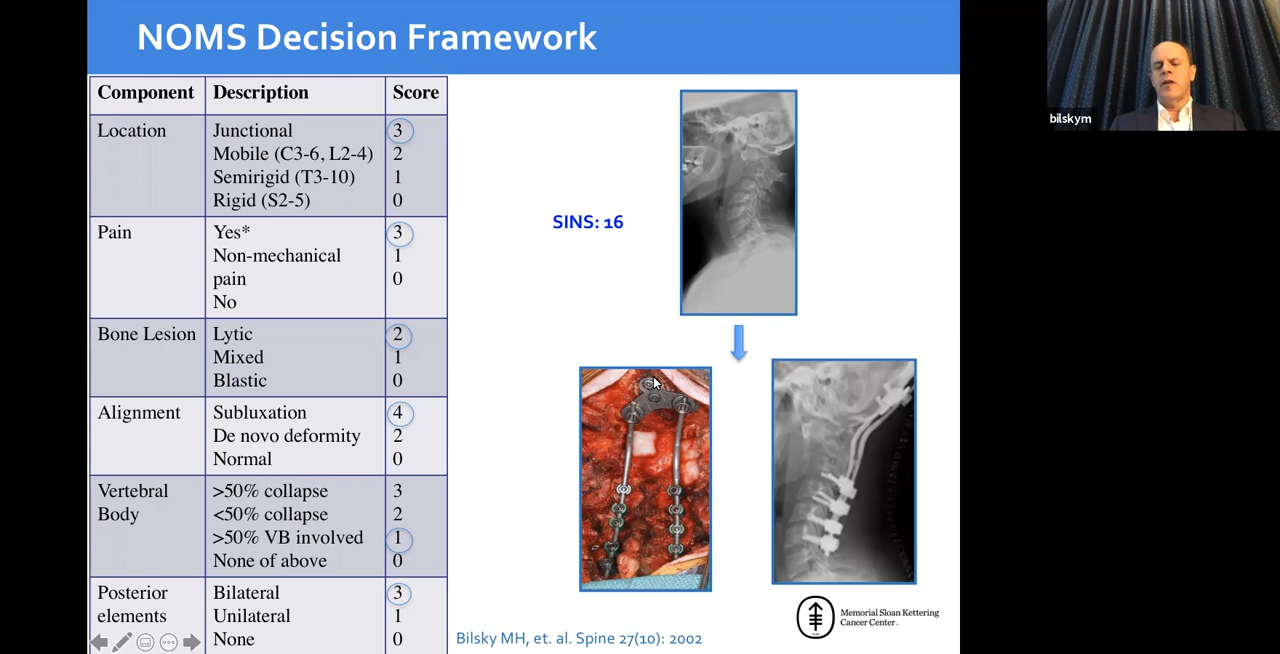 NOMS Decision Framework
Component Description Score
Location Junctional 3
Mobile (C3-6, L2-4) 2
Semirigid (T3-10) 1
Rigid (S2-5) 0
Pain Yes* 3
Non-mechanical 1
pain 0
No
Bone Lesion Lytic 2
Mixed 1
Blastic 0
Alignment Subluxation 4
De novo deformity 2
Normal 0
Vertebral >50% collapse 3
Body <50% collapse 2
>50% VB involved 1
None of above 0
Posterior Bilateral 3
elements Unilateral 1
None 0
SINS: 16
Bilsky MH, et. al. Spine 27(10): 2002
Memorial Sloan Kettering
Cancer Center
bilskym